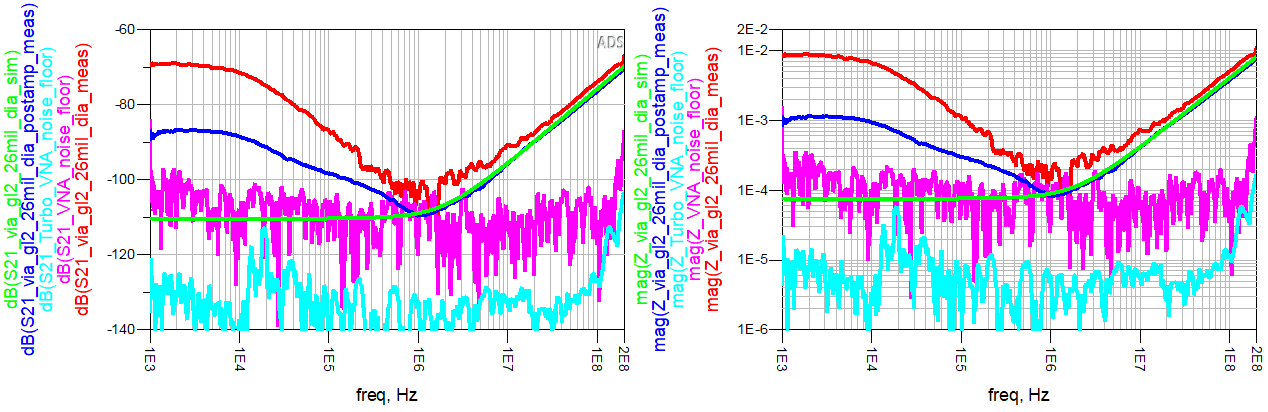 dB(S21_via_gl2_26mil_dia_sim)
dB(S21_via_gl2_26mil_dia_postamp_meas)
dB(S21_Turbo_VNA_noise_floor)
dB(S21_VNA_noise_floor)
dB(S21_via_gl2_26mil_dia_meas)
-60
-80
-100
-120
-140
ADS
1E3
1E4
1E5
1E6
1E7
1E8
2E8
freq, Hz
mag(Z_via_gl2_26mil_dia_sim)
mag(Z_via_gl2_26mil_dia_postamp_meas)
mag(Z_Turbo_VNA_noise_floor)
mag(Z_VNA_noise_floor)
mag(Z_via_gl2_26mil_dia_meas)
2E-2
1E-2
1E-3
1E-4
1E-5
1E-6
1E3
1E4
1E5
1E6
1E7
1E8
2E8
freq, Hz